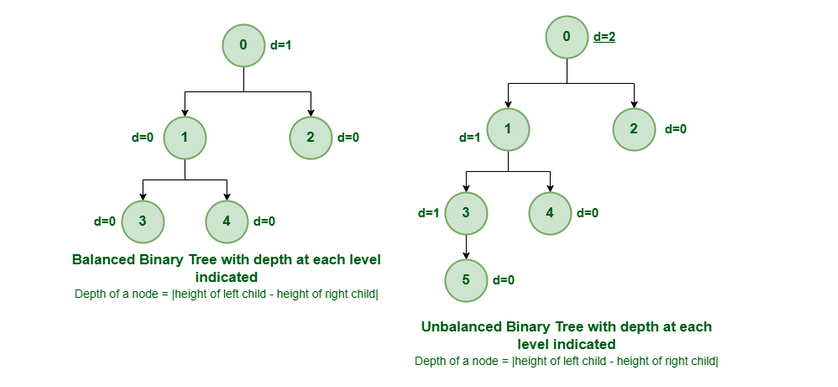 0 d=1
d=0 1 2 d=0
d=0 3 4 d=0
Balanced Binary Tree with depth at each level
indicated
Depth of a node = |height of left child - height of right child|
0 d=2
d=1 1 2 d=0
d=1 3 4 d=0
5 d=0
Unbalanced Binary Tree with depth at each
level indicated
Depth of a node = |height of left child - height of right child|